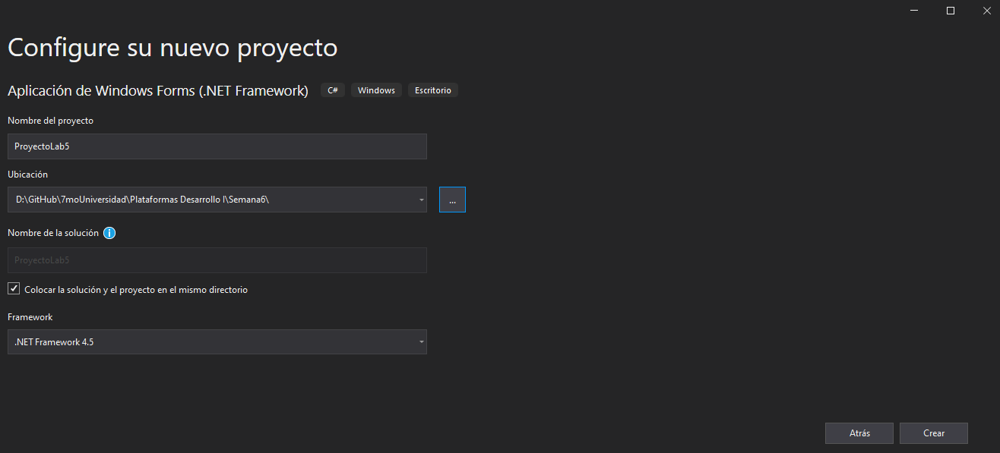 Configure su nuevo proyecto
Aplicación de Windows Forms (.NET Framework) C# Windows Escritorio
Nombre del proyecto
ProyectoLab5
Ubicación
D:\GitHub\7moUniversidad\Plataformas Desarrollo I\Semana6\
...
Nombre de la solución
ProyectoLab5
Colocar la solución y el proyecto en el mismo directorio
Framework
.NET Framework 4.5
Atrás Crear